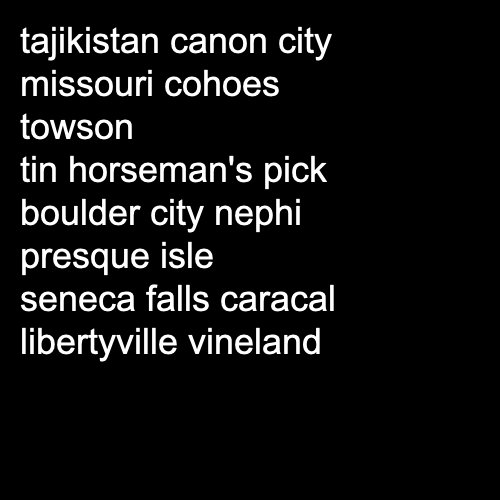 tajikistan canon city
missouri cohoes
towson
tin horseman's pick
boulder city nephi
presque isle
seneca falls caracal
libertyville vineland